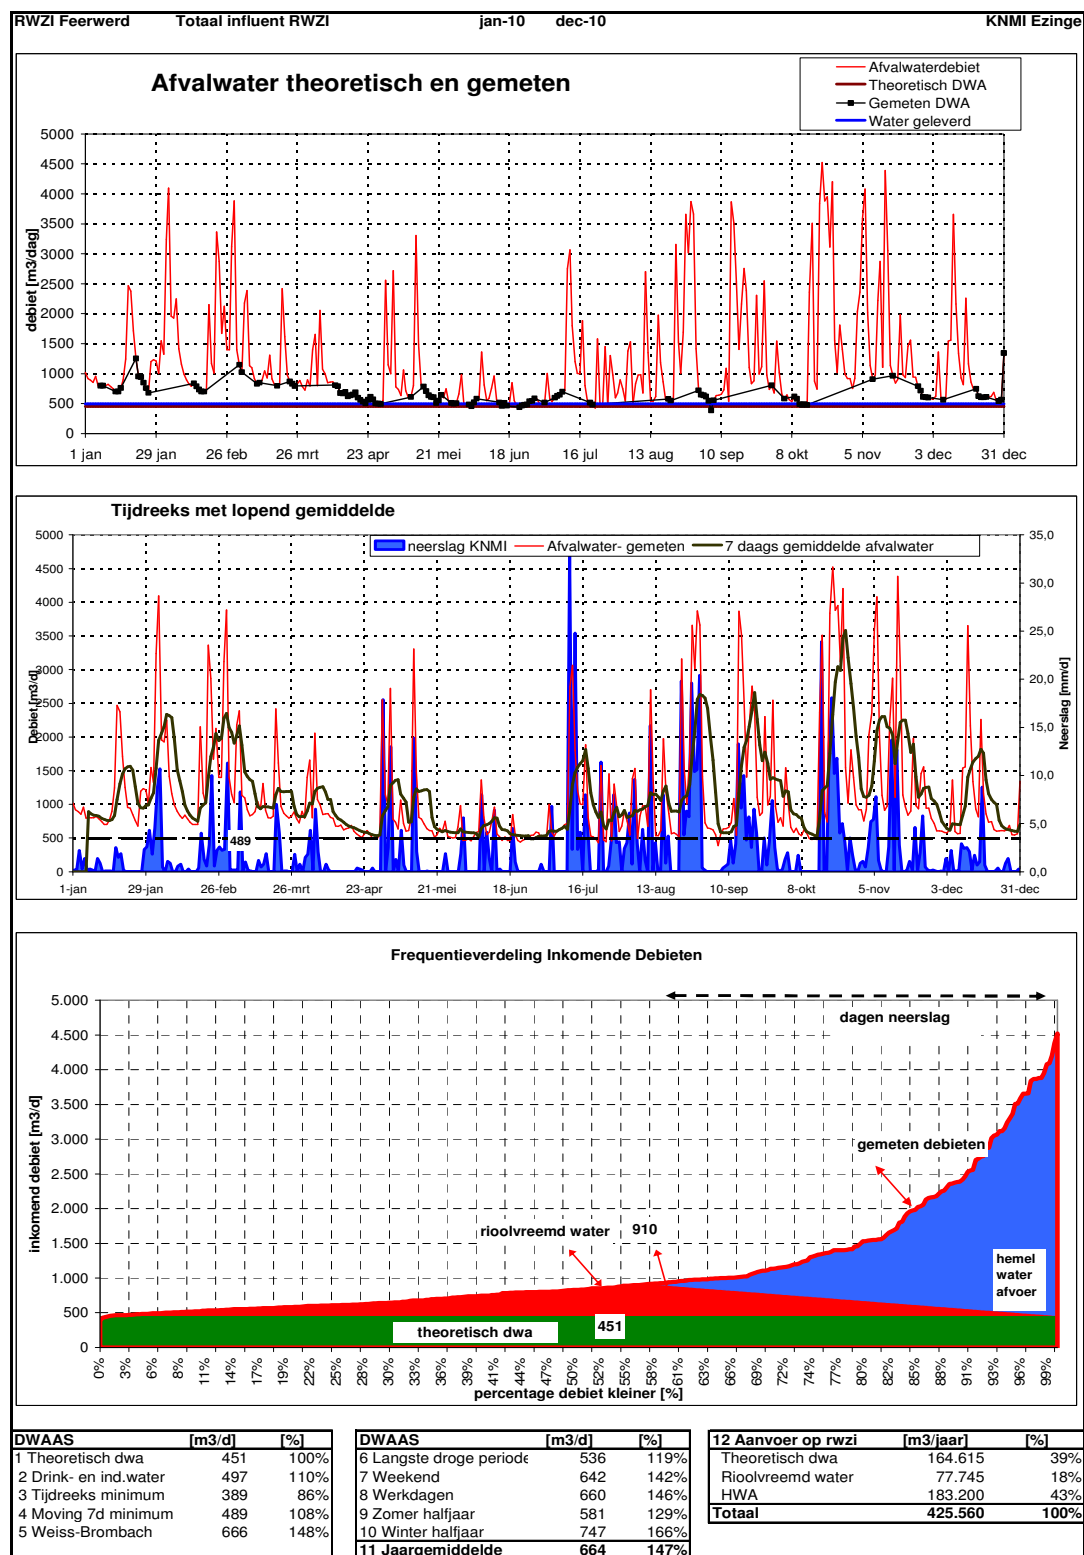 RWZI Feerwerd Totaal influent RWZI jan-10 dec-10 KNMI Ezinge
Afvalwater theoretisch en gemeten
Afvalwaterdebiet
Theoretisch DWA
Gemeten DWA
Water geleverd
debiet [m3/dag]
5000
4500
4000
3500
3000
2500
2000
1500
1000
500
0
1 jan 29 jan 26 feb 26 mrt 23 apr 21 mei 18 jun 16 jul 13 aug 10 sep 8 okt 5 nov 3 dec 31 dec
Tijdreeks met lopend gemiddelde
neerslag KNMI Afvalwater- gemeten 7 daags gemiddelde afvalwater
Debiet [m3/d]
5000
4500
4000
3500
3000
2500
2000
1500
1000
500
0
489
35,0
30,0
25,0
20,0
15,0
10,0
5,0
0,0
Neerslag [mm/d]
1-jan 29-jan 26-feb 26-mrt 23-apr 21-mei 18-jun 16-jul 13-aug 10-sep 8-okt 5-nov 3-dec 31-dec
Frequentieverdeling Inkomende Debieten
inkomend debiet [m3/d]
5.000
4.500
4.000
3.500
3.000
2.500
2.000
1.500
1.000
500
0
dagen neerslag
gemeten debieten
rioolvreemd water
910
hemel
water
afvoer
451
theoretisch dwa
0% 3% 6% 8% 11% 14% 17% 19% 22% 25% 28% 30% 33% 36% 39% 41% 44% 47% 50% 52% 55% 58% 61% 63% 66% 69% 72% 74% 77% 80% 82% 85% 88% 91% 93% 96% 99%
percentage debiet kleiner [%]
DWAAS [m3/d] [%]
1 Theoretisch dwa 451 100%
2 Drink- en ind.water 497 110%
3 Tijdreeks minimum 389 86%
4 Moving 7d minimum 489 108%
5 Weiss-Brombach 666 148%
DWAAS [m3/d] [%]
6 Langste droge periode 536 119%
7 Weekend 642 142%
8 Werkdagen 660 146%
9 Zomer halfjaar 581 129%
10 Winter halfjaar 747 166%
11 Jaargemiddelde 664 147%
12 Aanvoer op rwzi [m3/jaar] [%]
Theoretisch dwa 164.615 39%
Rioolvreemd water 77.745 18%
HWA 183.200 43%
Totaal 425.560 100%